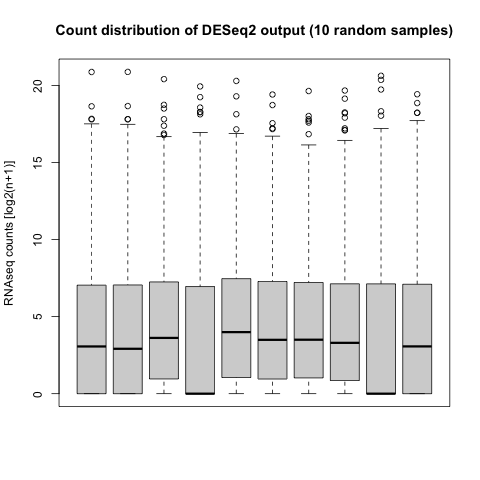 Count distribution of DESeq2 output (10 random samples)
RNAseq counts [log2(n+1)]
20
15
10
5
0